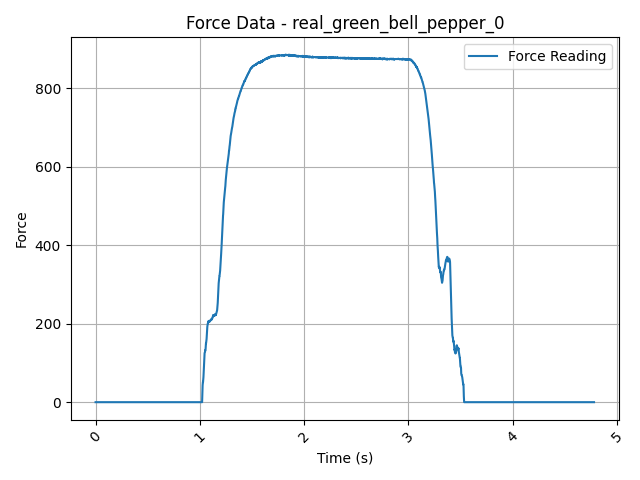 Force Data - real_green_bell_pepper_0
Force Reading
800
600
400
200
0
Force
0 1 2 3 4 5
Time (s)